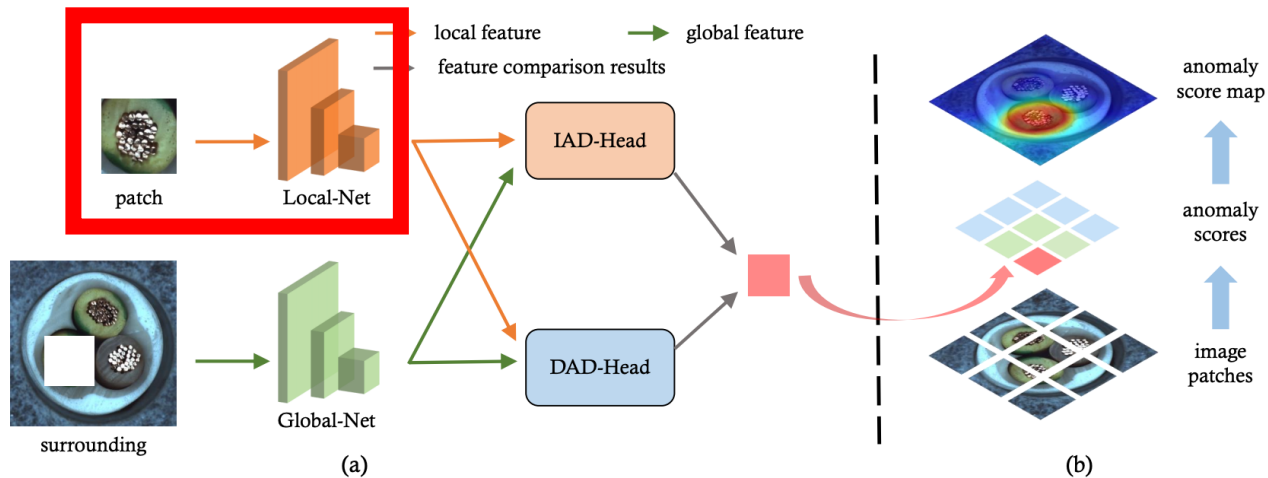 local feature
global feature
feature comparison results
patch
Local-Net
IAD-Head
surrounding
Global-Net
DAD-Head
(a)
anomaly
score map
anomaly
scores
image
patches
(b)